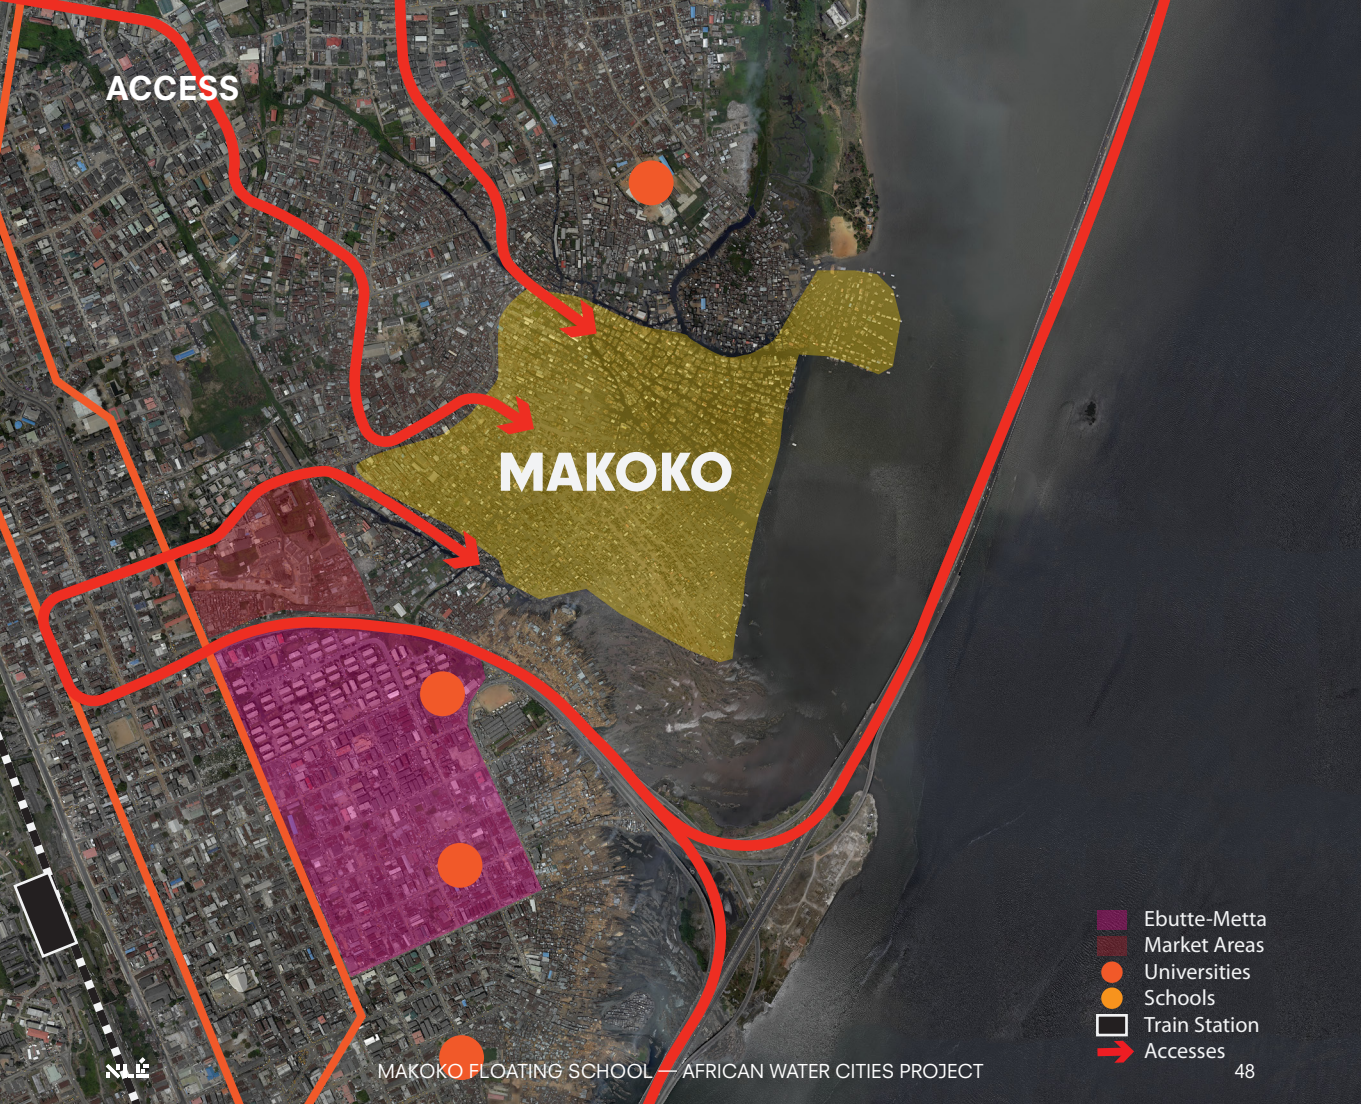 ACCESS
MAKOKO
Ebutte-Metta
Market Areas
Universities
Schools
Train Station
Accesses
NLÉ
MAKOKO FLOATING SCHOOL — AFRICAN WATER CITIES PROJECT
48